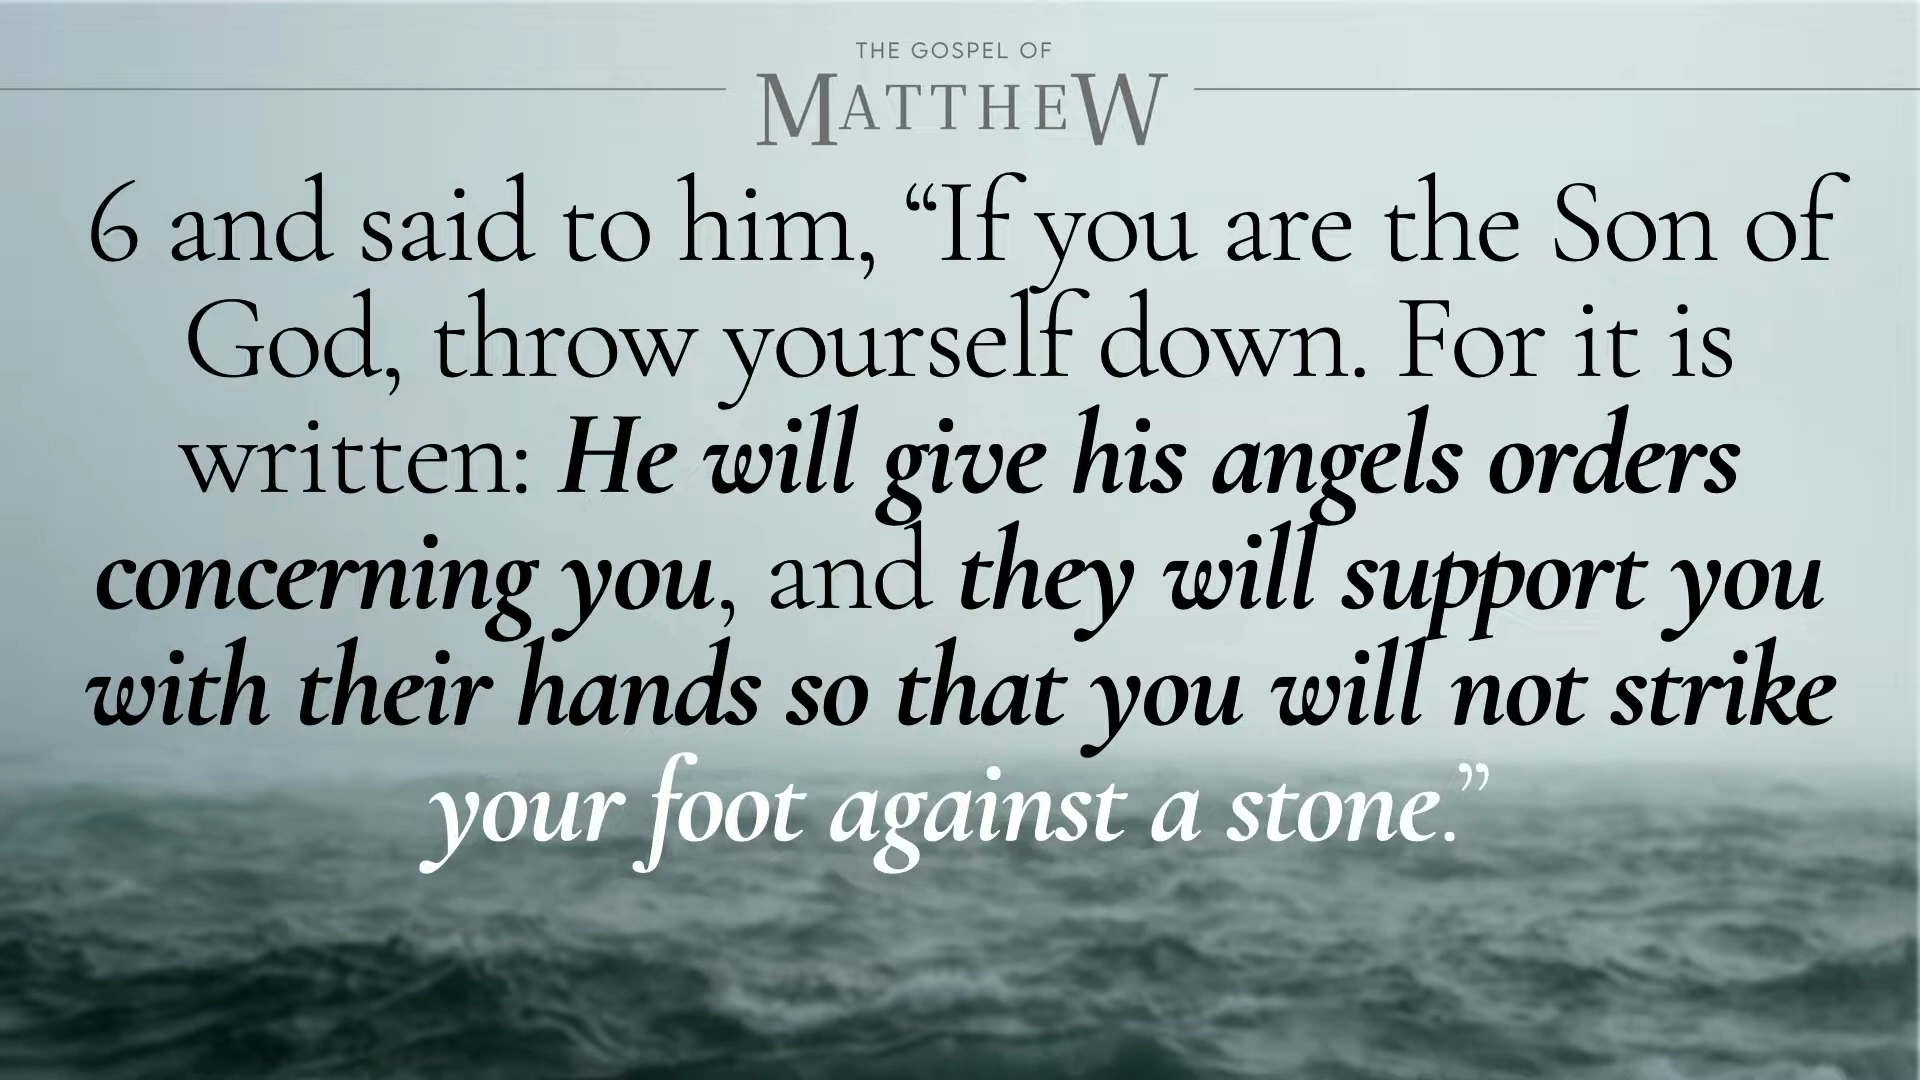 THE GOSPEL OF
MATTHEW
6 and said to him, “If you are the Son of
God, throw yourself down. For it is
written: He will give his angels orders
concerning you, and they will support you
with their hands so that you will not strike
your foot against a stone.”